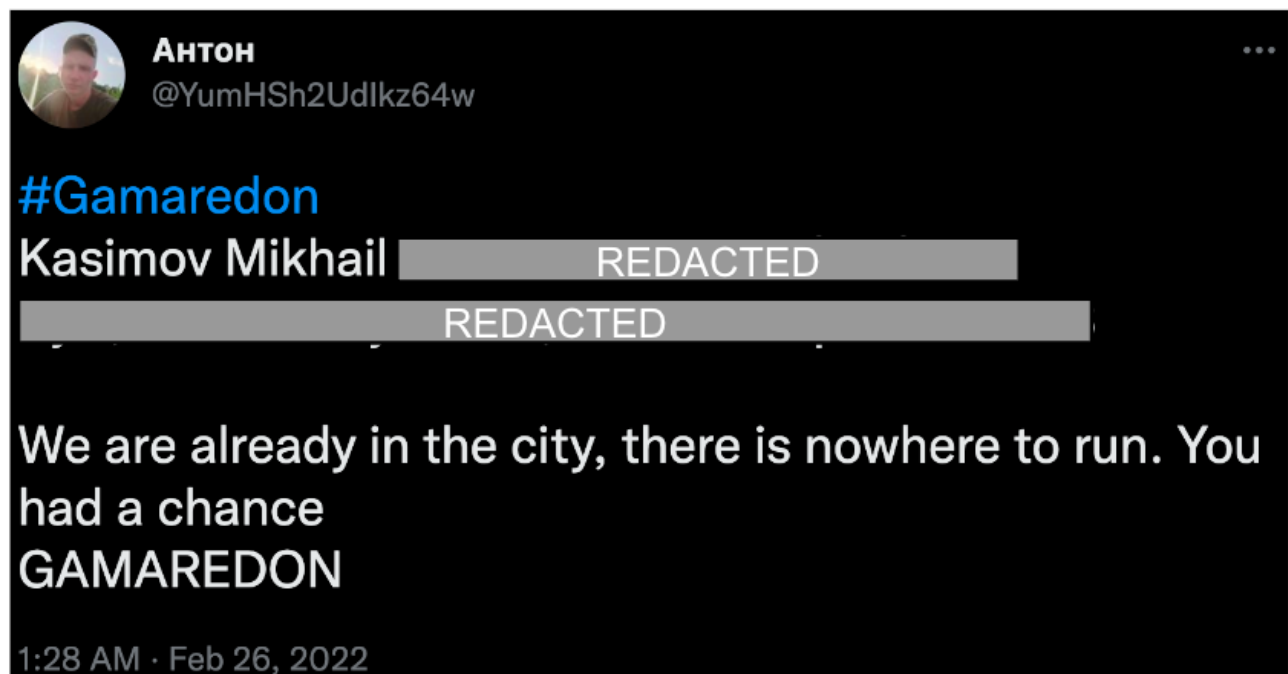 Антон
@YumHSh2UdIkz64w
#Gamaredon
Kasimov Mikhail REDACTED
REDACTED
We are already in the city, there is nowhere to run. You
had a chance
GAMAREDON
1:28 AM · Feb 26, 2022